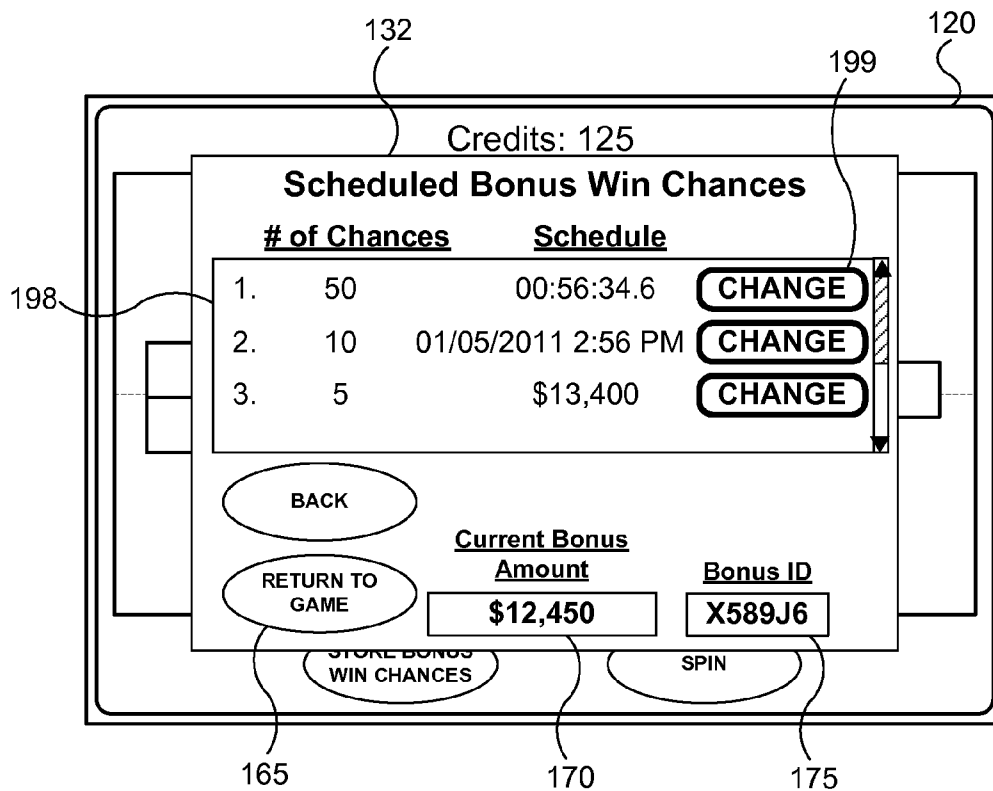 132
120
199
Credits: 125
Scheduled Bonus Win Chances
# of Chances Schedule
198
1. 50 00:56:34.6 CHANGE
2. 10 01/05/2011 2:56 PM CHANGE
3. 5 $13,400 CHANGE
BACK
RETURN TO
GAME
Current Bonus
Amount
$12,450
Bonus ID
X589J6
STORE BONUS
WIN CHANCES
SPIN
165
170
175